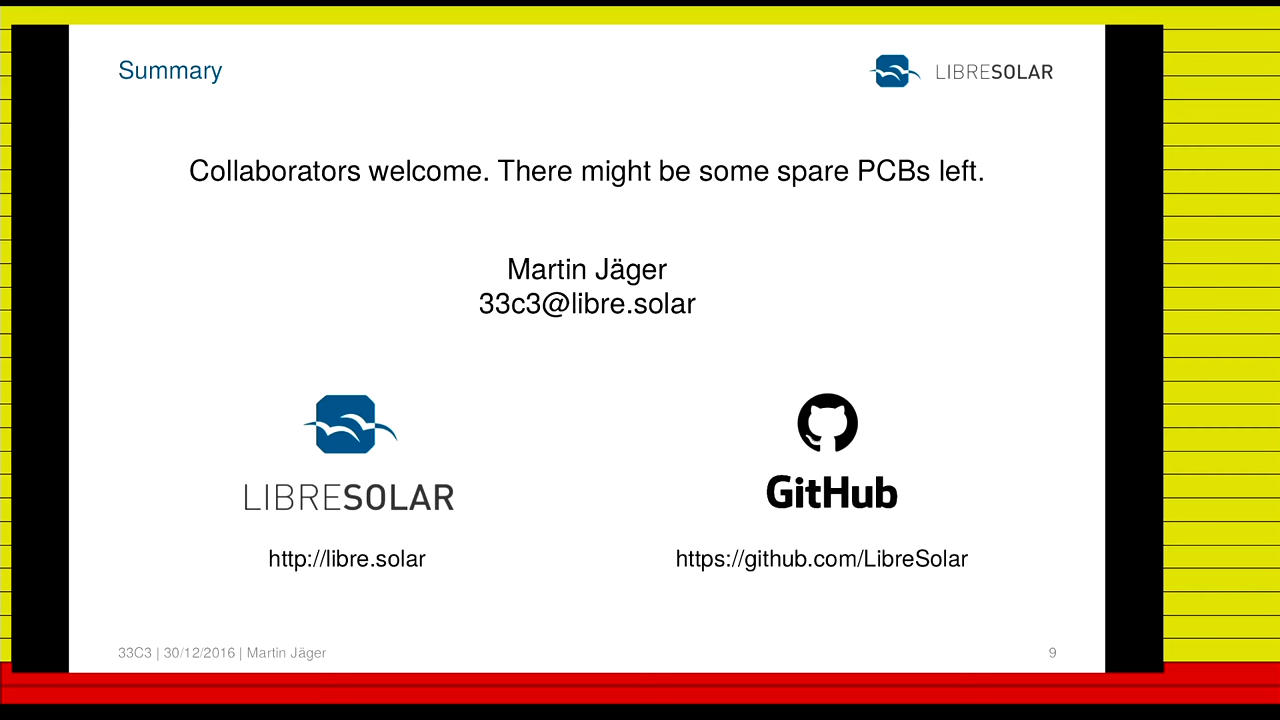 Summary
LIBRESOLAR
Collaborators welcome. There might be some spare PCBs left.
Martin Jäger
33c3@libre.solar
LIBRESOLAR
GitHub
http://libre.solar
https://github.com/LibreSolar
33C3 | 30/12/2016 | Martin Jäger
9